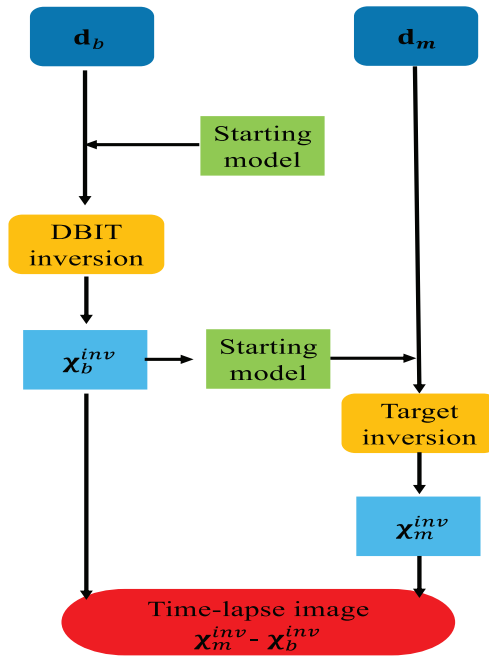 d_b
d_m
Starting
model
DBIT
inversion
χ_b^{inv}
Starting
model
Target
inversion
χ_m^{inv}
Time-lapse image
χ_m^{inv} - χ_b^{inv}